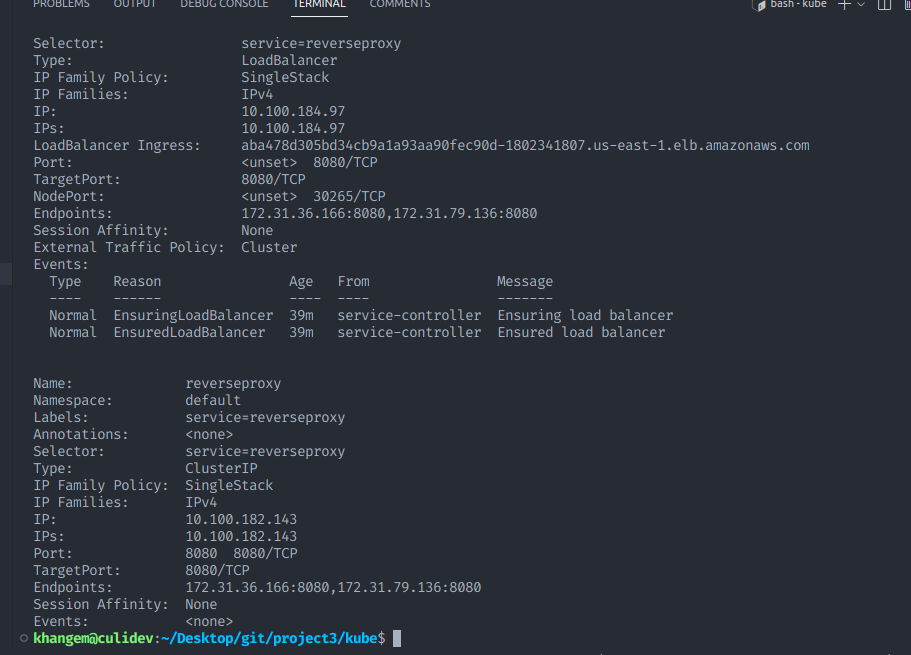 PROBLEMS OUTPUT DEBUG CONSOLE TERMINAL COMMENTS bash - kube
Selector: service=reverseproxy
Type: LoadBalancer
IP Family Policy: SingleStack
IP Families: IPv4
IP: 10.100.184.97
IPs: 10.100.184.97
LoadBalancer Ingress: aba478d305bd34cb9a1a93aa90fec90d-1802341807.us-east-1.elb.amazonaws.com
Port: <unset> 8080/TCP
TargetPort: 8080/TCP
NodePort: <unset> 30265/TCP
Endpoints: 172.31.36.166:8080,172.31.79.136:8080
Session Affinity: None
External Traffic Policy: Cluster
Events:
Type Reason Age From Message
---- ------ ---- ---- -------
Normal EnsuringLoadBalancer 39m service-controller Ensuring load balancer
Normal EnsuredLoadBalancer 39m service-controller Ensured load balancer
Name: reverseproxy
Namespace: default
Labels: service=reverseproxy
Annotations: <none>
Selector: service=reverseproxy
Type: ClusterIP
IP Family Policy: SingleStack
IP Families: IPv4
IP: 10.100.182.143
IPs: 10.100.182.143
Port: 8080 8080/TCP
TargetPort: 8080/TCP
Endpoints: 172.31.36.166:8080,172.31.79.136:8080
Session Affinity: None
Events: <none>
khangem@culidev:~/Desktop/git/project3/kube$